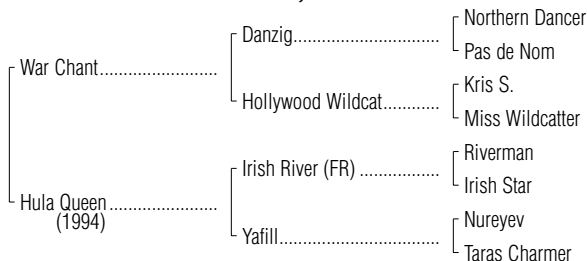 Northern Dancer
Danzig........................................
Pas de Nom
War Chant...............................
Kris S.
Hollywood Wildcat...............
Miss Wildcatter
Riverman
Irish River (FR) ......................
Irish Star
Hula Queen.............................
(1994)
Nureyev
Yafill............................................
Taras Charmer